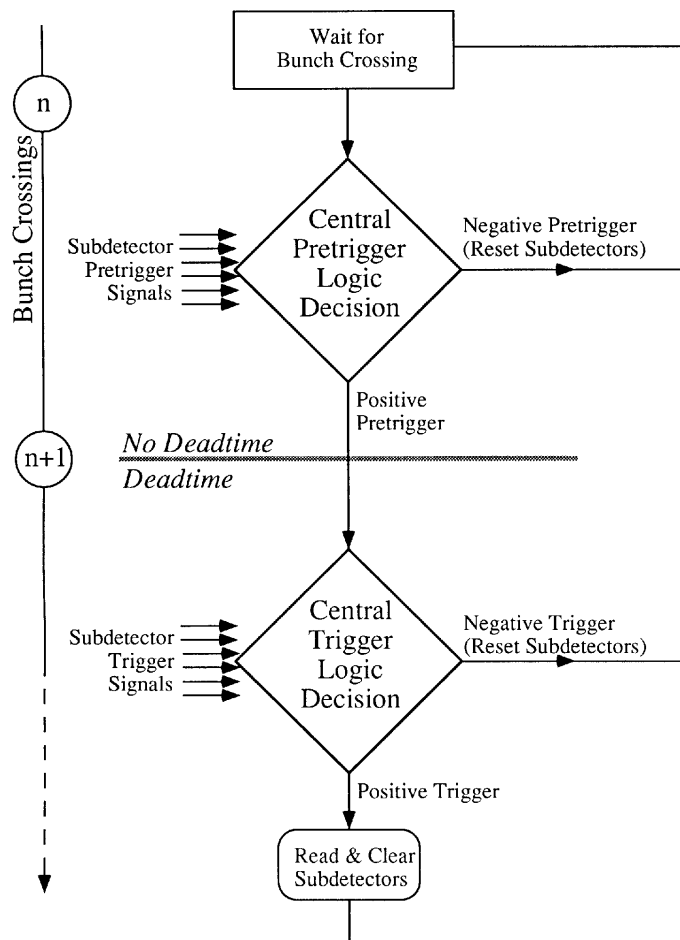 Wait for
Bunch Crossing
n
Bunch Crossings
Central
Pretrigger
Logic
Decision
Subdetector
Pretrigger
Signals
Negative Pretrigger
(Reset Subdetectors)
Positive
Pretrigger
n+1
No Deadtime
Deadtime
Central
Trigger
Logic
Decision
Subdetector
Trigger
Signals
Negative Trigger
(Reset Subdetectors)
Positive Trigger
Read & Clear
Subdetectors